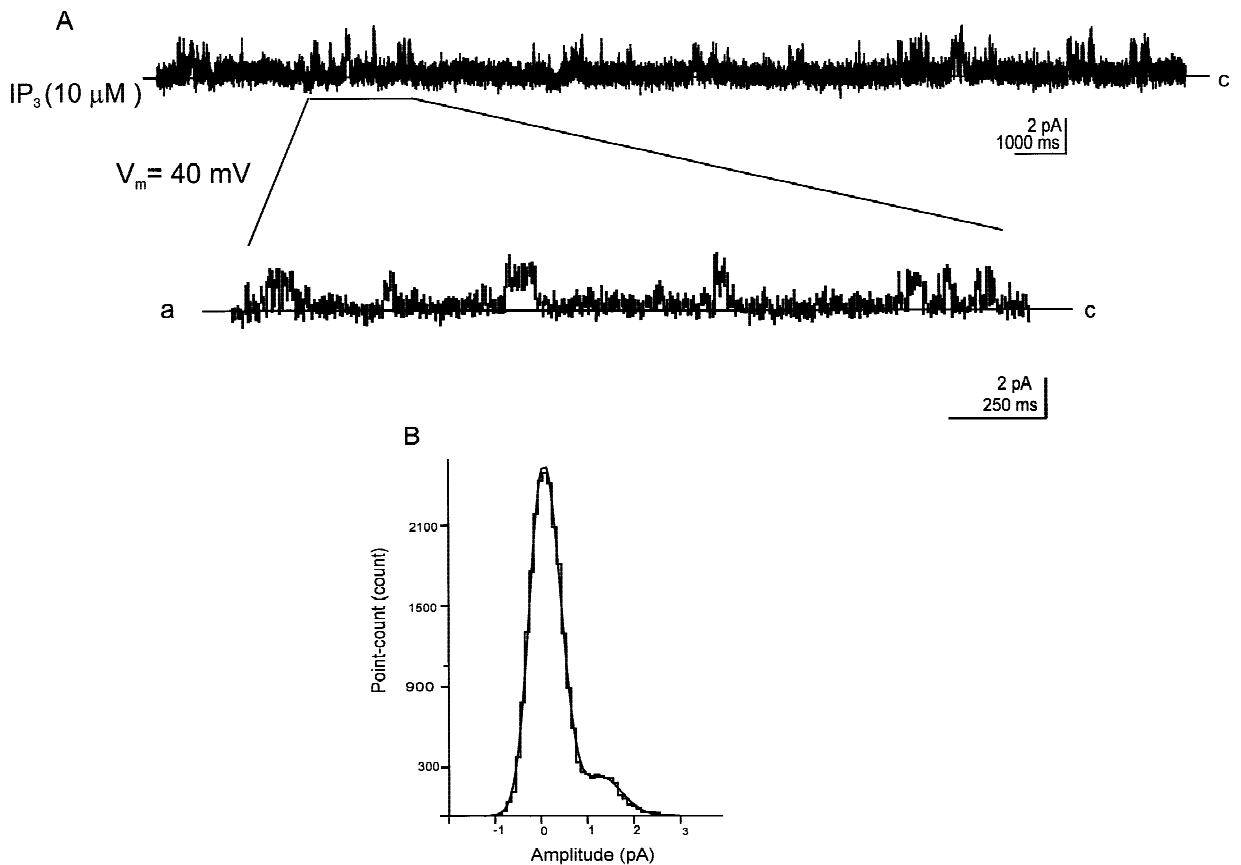 A
c
IP3 (10 μM)
2 pA
1000 ms
Vm= 40 mV
a
c
2 pA
250 ms
B
2100
1500
900
300
Point-count (count)
-1 0 1 2 3
Amplitude (pA)